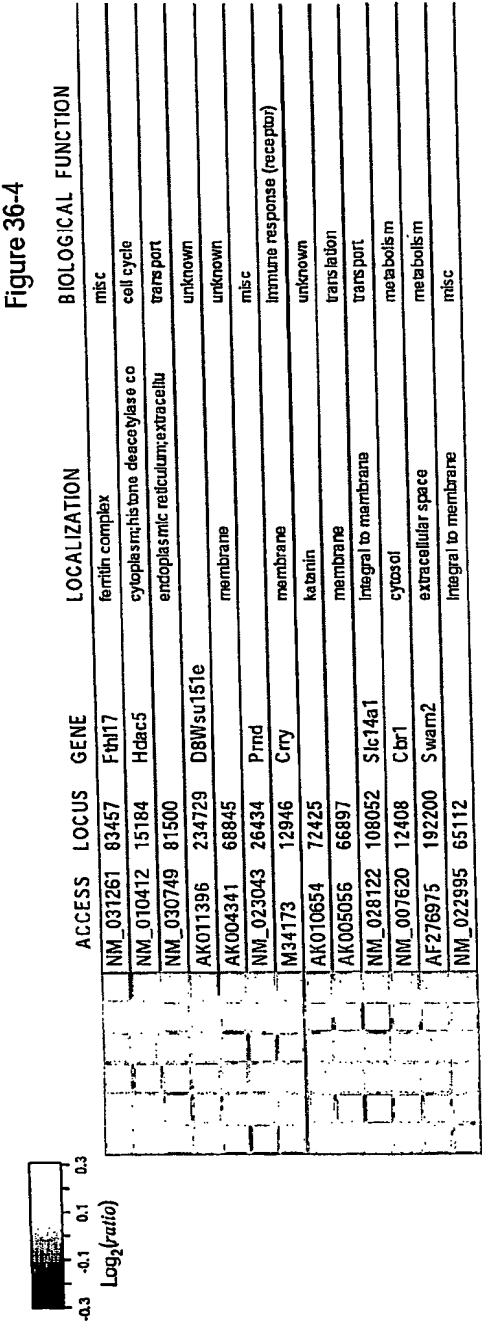 Figure 36-4
ACCESS LOCUS GENE LOCALIZATION BIOLOGICAL FUNCTION
NM_031261 83457 Fthl17 ferritin complex misc
NM_010412 15184 Hdac5 cytoplasm;histone deacetylase co cell cycle
NM_030749 81500 endoplasmic reticulum;extracellu transport
AK011396 234729 D8Wsu151e unknown
AK004341 68845 membrane unknown
NM_023043 26434 Prnd misc
M34173 12946 Crry membrane Immune response (receptor)
AK010654 72425 katanin unknown
AK005056 66897 membrane translation
NM_028122 108052 Slc14a1 Integral to membrane transport
NM_007620 12408 Cbr1 cytosol metabolism
AF276975 192200 Swam2 extracellular space metabolism
NM_022995 65112 Integral to membrane misc
-0.3 -0.1 0.1 0.3
Log2(ratio)